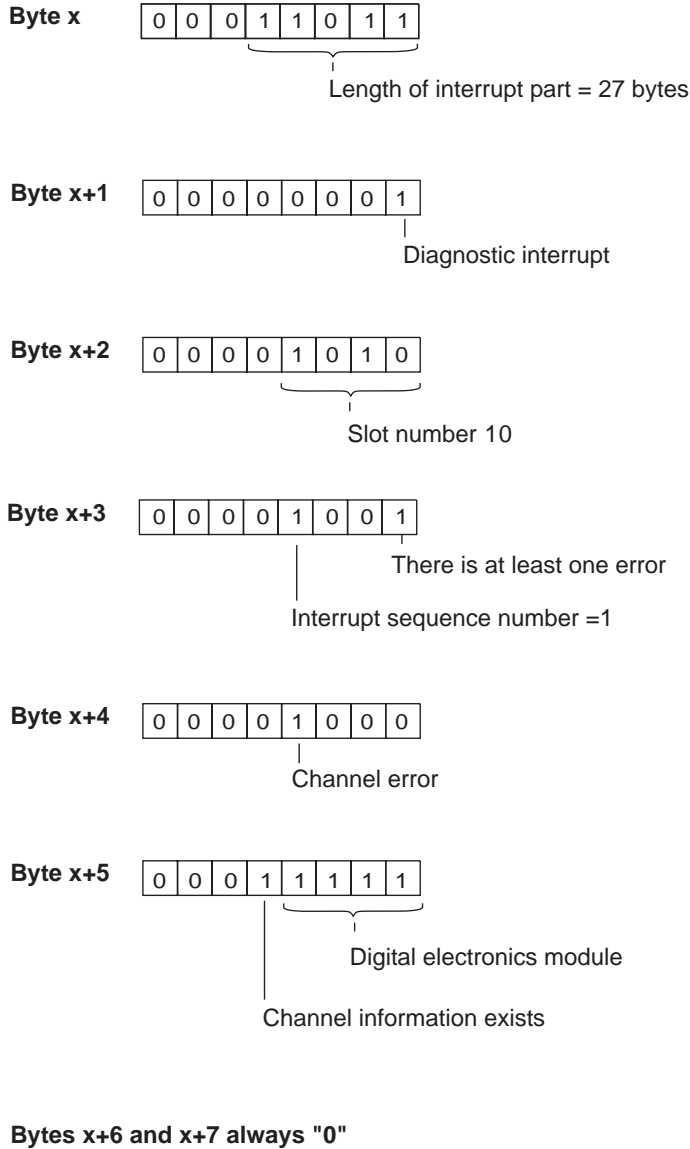 Byte x 0 0 0 1 1 0 1 1
Length of interrupt part = 27 bytes
Byte x+1 0 0 0 0 0 0 0 1
Diagnostic interrupt
Byte x+2 0 0 0 0 1 0 1 0
Slot number 10
Byte x+3 0 0 0 0 1 0 0 1
There is at least one error
Interrupt sequence number =1
Byte x+4 0 0 0 0 1 0 0 0
Channel error
Byte x+5 0 0 0 1 1 1 1 1
Digital electronics module
Channel information exists
Bytes x+6 and x+7 always "0"